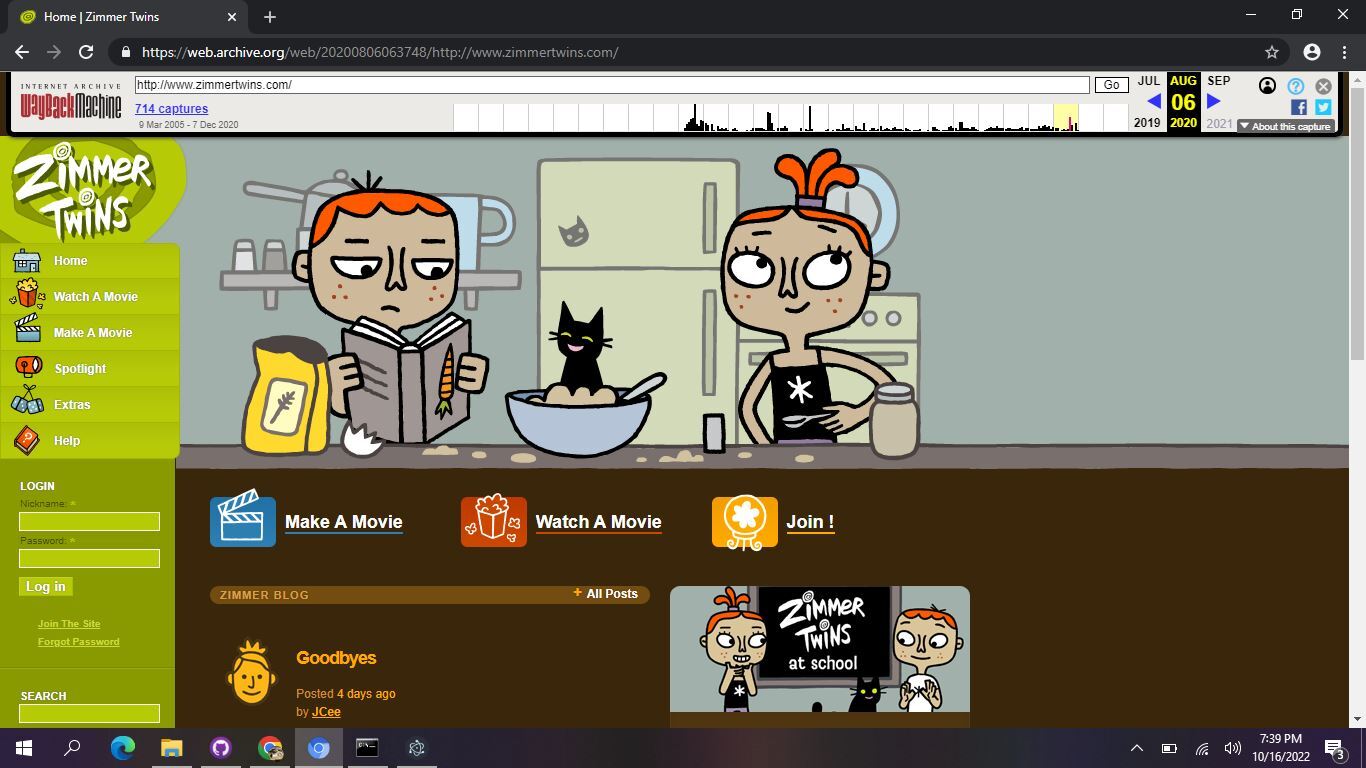 Home | Zimmer Twins
https://web.archive.org/web/20200806063748/http://www.zimmertwins.com/
INTERNET ARCHIVE
WayBackMachine
http://www.zimmertwins.com/
Go
714 captures
9 Mar 2005 - 7 Dec 2020
JUL
AUG
SEP
06
2019
2020
2021
About this capture
Zimmer
Twins
Home
Watch A Movie
Make A Movie
Spotlight
Extras
Help
LOGIN
Nickname: *
Password: *
Log in
Join The Site
Forgot Password
SEARCH
Make A Movie
Watch A Movie
Join !
ZIMMER BLOG
+ All Posts
Goodbyes
Posted 4 days ago
by JCee
Zimmer
Twins
at school
7:39 PM
10/16/2022
3